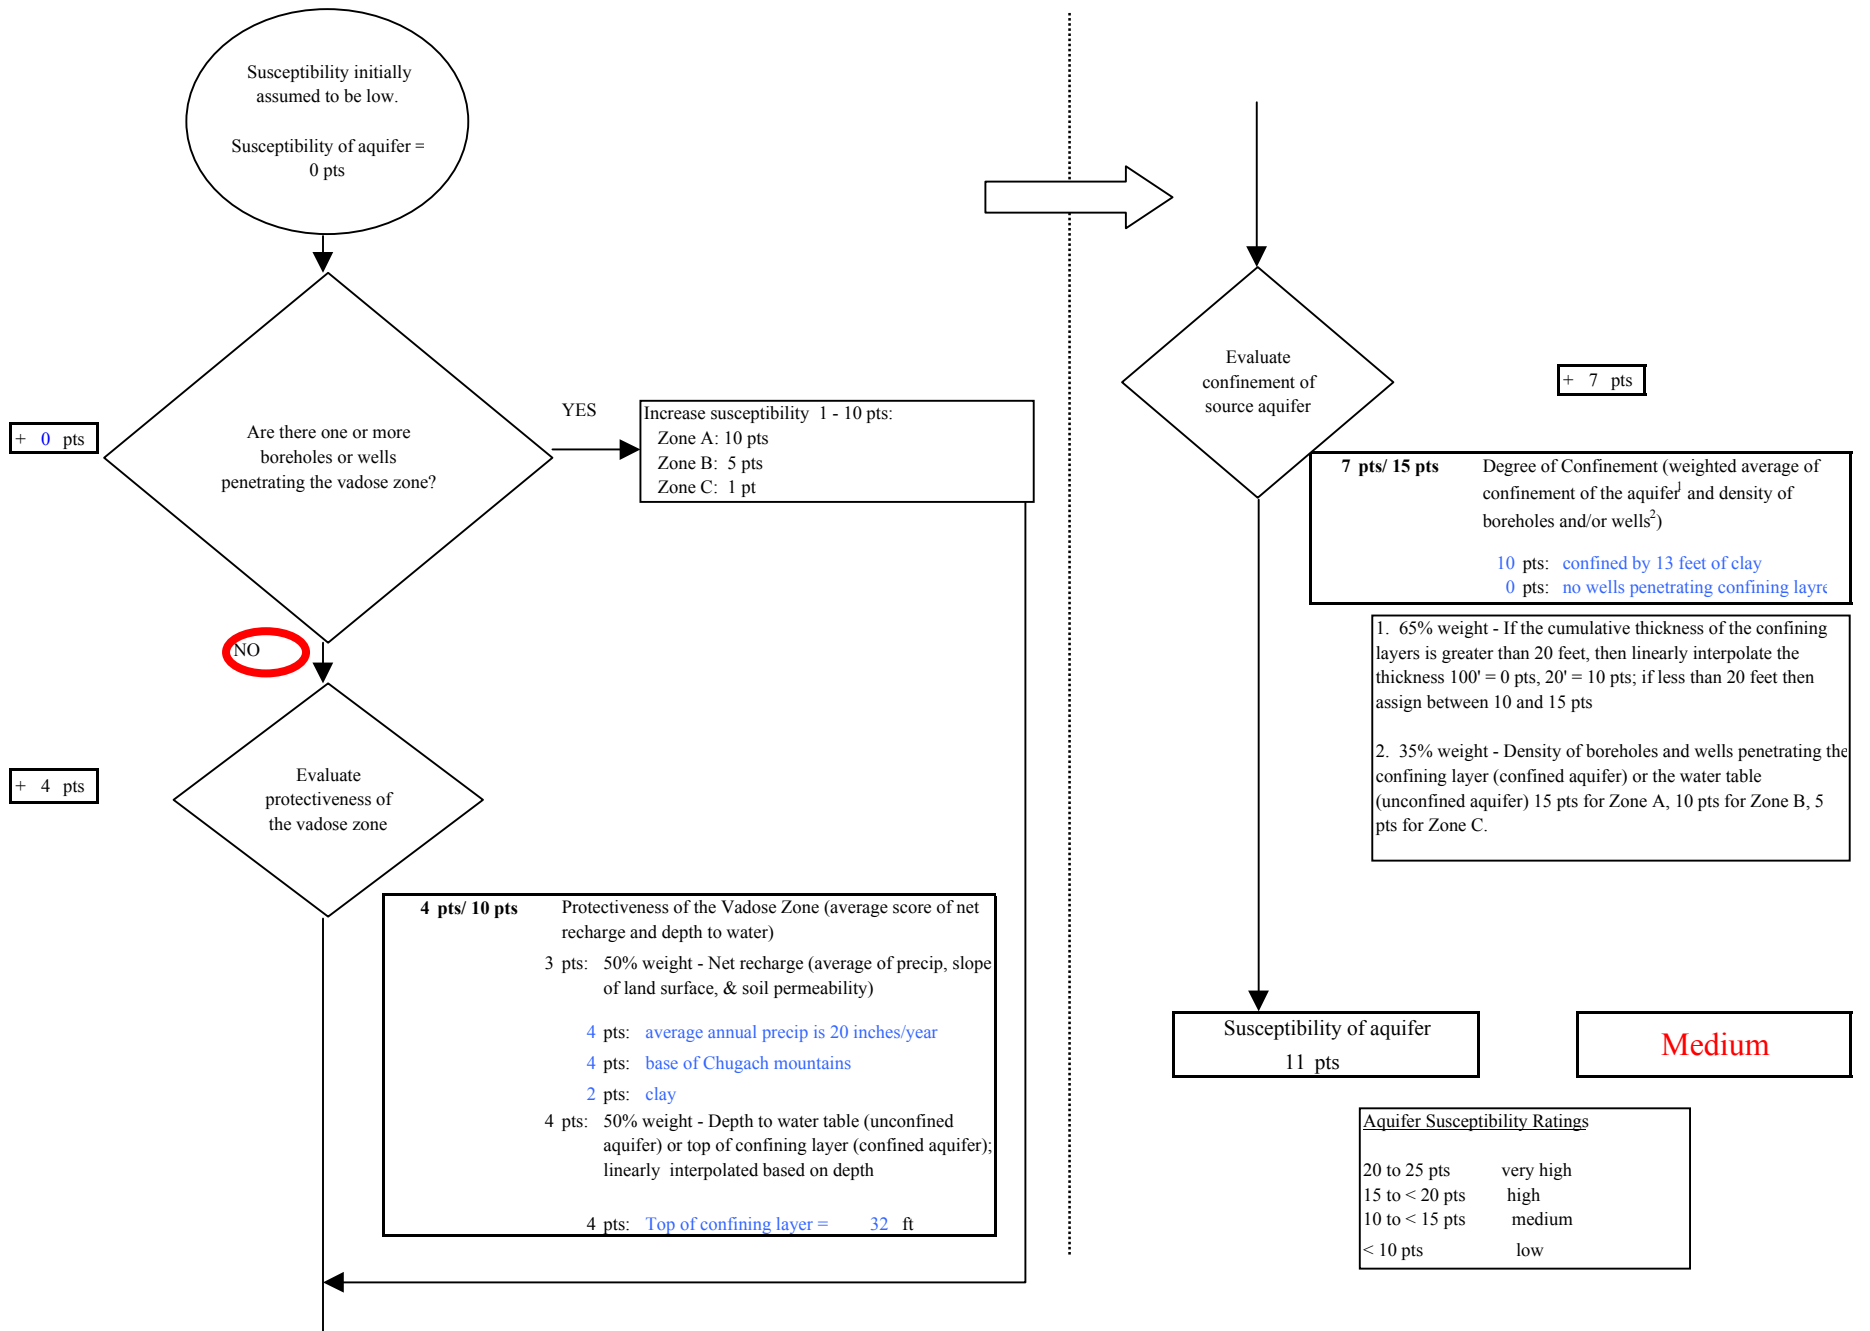 Susceptibility initially
assumed to be low.
Susceptibility of aquifer =
0 pts
+ 0 pts
Are there one or more
boreholes or wells
penetrating the vadose zone?
YES
Increase susceptibility 1 - 10 pts:
Zone A: 10 pts
Zone B: 5 pts
Zone C: 1 pt
NO
+ 4 pts
Evaluate
protectiveness of
the vadose zone
4 pts/ 10 pts
Protectiveness of the Vadose Zone (average score of net
recharge and depth to water)
3 pts: 50% weight - Net recharge (average of precip, slope
of land surface, & soil permeability)
4 pts: average annual precip is 20 inches/year
4 pts: base of Chugach mountains
2 pts: clay
4 pts: 50% weight - Depth to water table (unconfined
aquifer) or top of confining layer (confined aquifer);
linearly interpolated based on depth
4 pts: Top of confining layer = 32 ft
Evaluate
confinement of
source aquifer
+ 7 pts
7 pts/ 15 pts
Degree of Confinement (weighted average of
confinement of the aquifer1 and density of
boreholes and/or wells2)
10 pts: confined by 13 feet of clay
0 pts: no wells penetrating confining layre
1. 65% weight - If the cumulative thickness of the confining
layers is greater than 20 feet, then linearly interpolate the
thickness 100' = 0 pts, 20' = 10 pts; if less than 20 feet then
assign between 10 and 15 pts
2. 35% weight - Density of boreholes and wells penetrating the
confining layer (confined aquifer) or the water table
(unconfined aquifer) 15 pts for Zone A, 10 pts for Zone B, 5
pts for Zone C.
Susceptibility of aquifer
11 pts
Medium
Aquifer Susceptibility Ratings
20 to 25 pts very high
15 to < 20 pts high
10 to < 15 pts medium
< 10 pts low